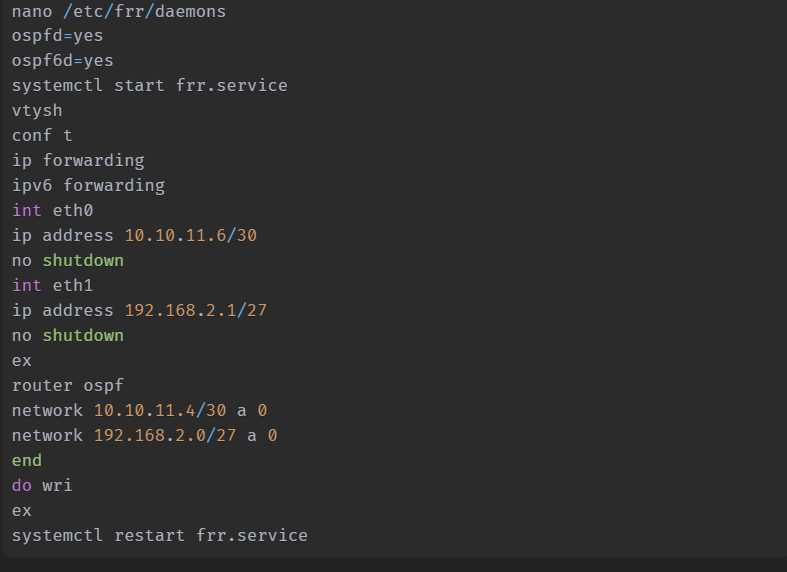 nano /etc/frr/daemons
ospfd=yes
ospf6d=yes
systemctl start frr.service
vtysh
conf t
ip forwarding
ipv6 forwarding
int eth0
ip address 10.10.11.6/30
no shutdown
int eth1
ip address 192.168.2.1/27
no shutdown
ex
router ospf
network 10.10.11.4/30 a 0
network 192.168.2.0/27 a 0
end
do wri
ex
systemctl restart frr.service